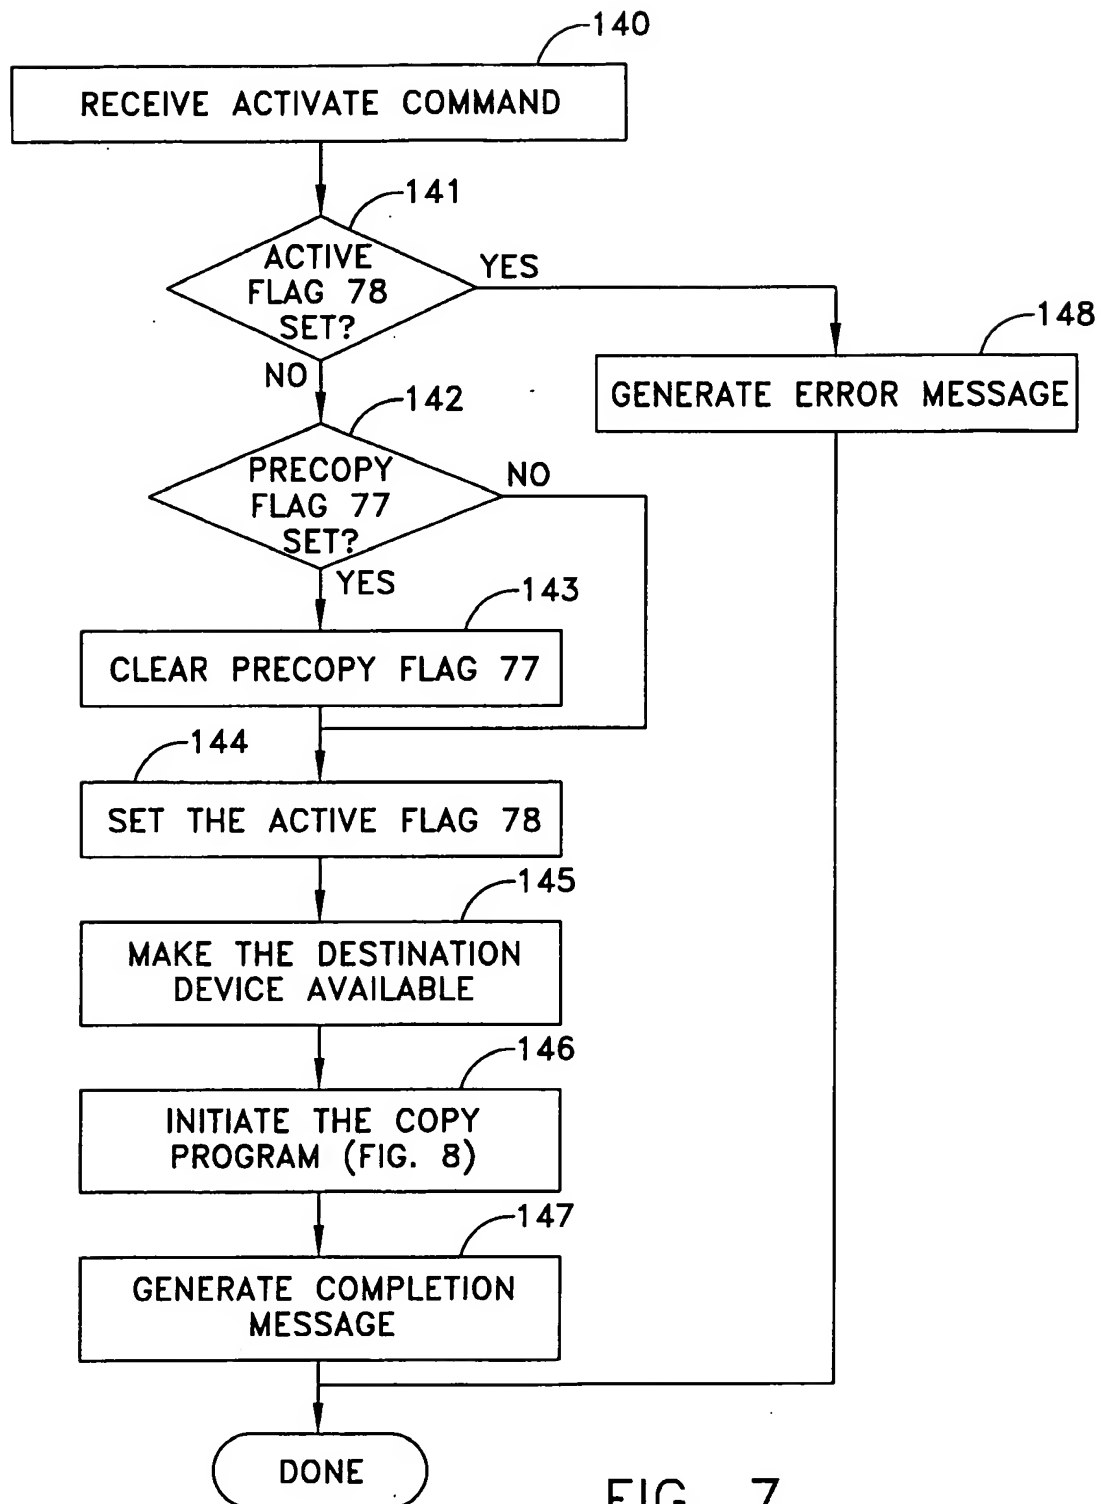 140
RECEIVE ACTIVATE COMMAND
141
ACTIVE
FLAG 78
SET?
YES
NO
148
GENERATE ERROR MESSAGE
142
PRECOPY
FLAG 77
SET?
NO
YES
143
CLEAR PRECOPY FLAG 77
144
SET THE ACTIVE FLAG 78
145
MAKE THE DESTINATION
DEVICE AVAILABLE
146
INITIATE THE COPY
PROGRAM (FIG. 8)
147
GENERATE COMPLETION
MESSAGE
DONE
FIG. 7